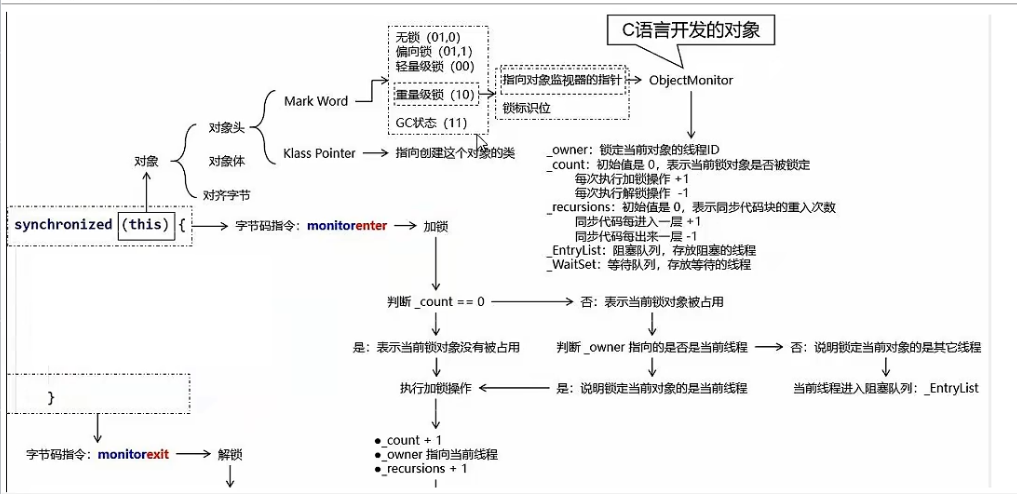 C语言开发的对象
无锁（01,0）
偏向锁（01,1）
轻量级锁（00）
重量级锁（10）
GC状态（11）
指向对象监视器的指针
锁标识位
ObjectMonitor
Mark Word
对象头
Klass Pointer
指向创建这个对象的类
对象
对象体
对齐字节
_owner：锁定当前对象的线程ID
_count：初始值是 0，表示当前锁对象是否被锁定
每次执行加锁操作 +1
每次执行解锁操作 -1
_recursions：初始值是 0，表示同步代码块的重入次数
同步代码每进入一层 +1
同步代码每出来一层 -1
_EntryList：阻塞队列，存放阻塞的线程
_WaitSet：等待队列，存放等待的线程
synchronized (this) {
字节码指令：monitorenter
加锁
判断 _count == 0
否：表示当前锁对象被占用
是：表示当前锁对象没有被占用
判断 _owner 指向的是否是当前线程
否：说明锁定当前对象的是其它线程
执行加锁操作
是：说明锁定当前对象的是当前线程
当前线程进入阻塞队列：_EntryList
}
●_count + 1
●_owner 指向当前线程
●_recursions + 1
字节码指令：monitorexit
解锁